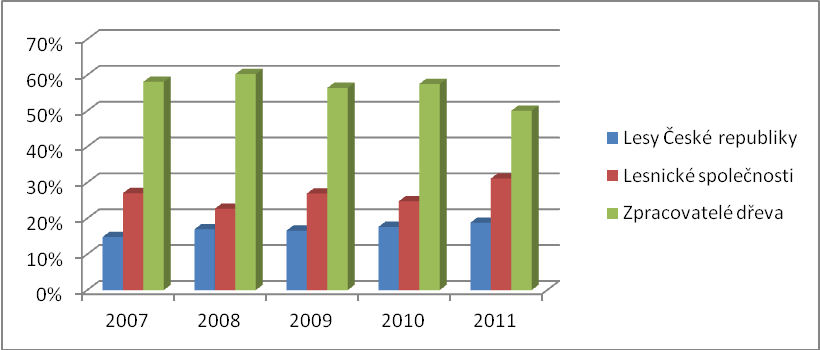 70%
60%
50%
40%
30%
20%
10%
0%
2007 2008 2009 2010 2011
Lesy České republiky
Lesnické společnosti
Zpracovatelé dřeva